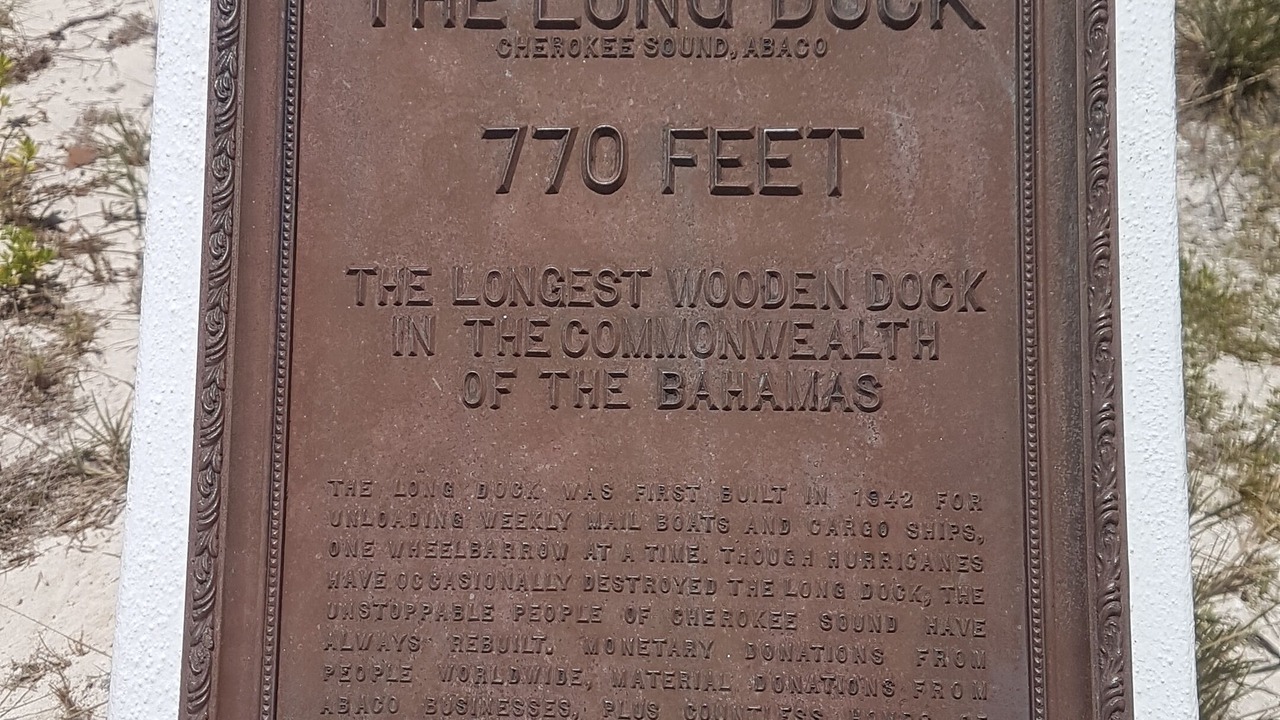 THE LONG DOCK
CHEROKEE SOUND, ABACO
770 FEET
THE LONGEST WOODEN DOCK
IN THE COMMONWEALTH
OF THE BAHAMAS
THE LONG DOCK WAS FIRST BUILT IN 1942 FOR
UNLOADING WEEKLY MAIL BOATS AND CARGO SHIPS,
ONE WHEELBARROW AT A TIME. THOUGH HURRICANES
HAVE OCCASIONALLY DESTROYED THE LONG DOCK, THE
UNSTOPPABLE PEOPLE OF CHEROKEE SOUND HAVE
ALWAYS REBUILT. MONETARY DONATIONS FROM
PEOPLE WORLDWIDE, MATERIAL DONATIONS FROM
ABACO BUSINESSES, PLUS COUNTLESS HOURS OF